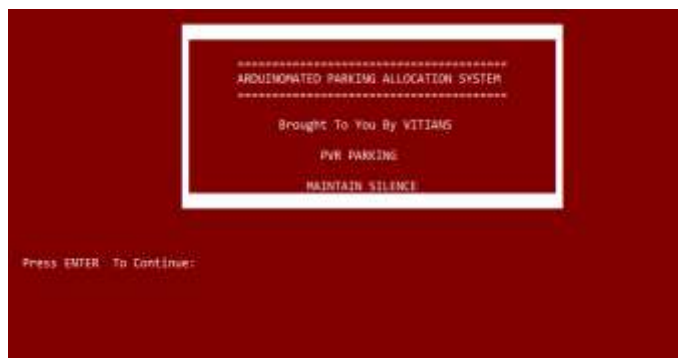 ========================================
ARDUINOMATED PARKING ALLOCATION SYSTEM
========================================
Brought To You By VITIANS
PVR PARKING
MAINTAIN SILENCE
Press ENTER  To Continue: